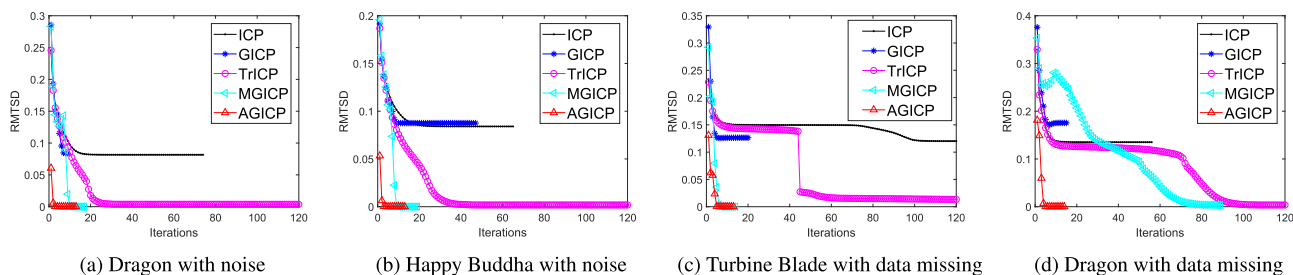 0.3
0.25
0.2
0.15
0.1
0.05
0
RMTSD
0 20 40 60 80 100 120
Iterations
ICP
GICP
TrICP
MGICP
AGICP
(a) Dragon with noise
0.2
0.15
0.1
0.05
0
RMTSD
0 20 40 60 80 100 120
Iterations
ICP
GICP
TrICP
MGICP
AGICP
(b) Happy Buddha with noise
0.35
0.3
0.25
0.2
0.15
0.1
0.05
0
RMTSD
0 20 40 60 80 100 120
Iterations
ICP
GICP
TrICP
MGICP
AGICP
(c) Turbine Blade with data missing
0.4
0.3
0.2
0.1
0
RMTSD
0 20 40 60 80 100 120
Iterations
ICP
GICP
TrICP
MGICP
AGICP
(d) Dragon with data missing